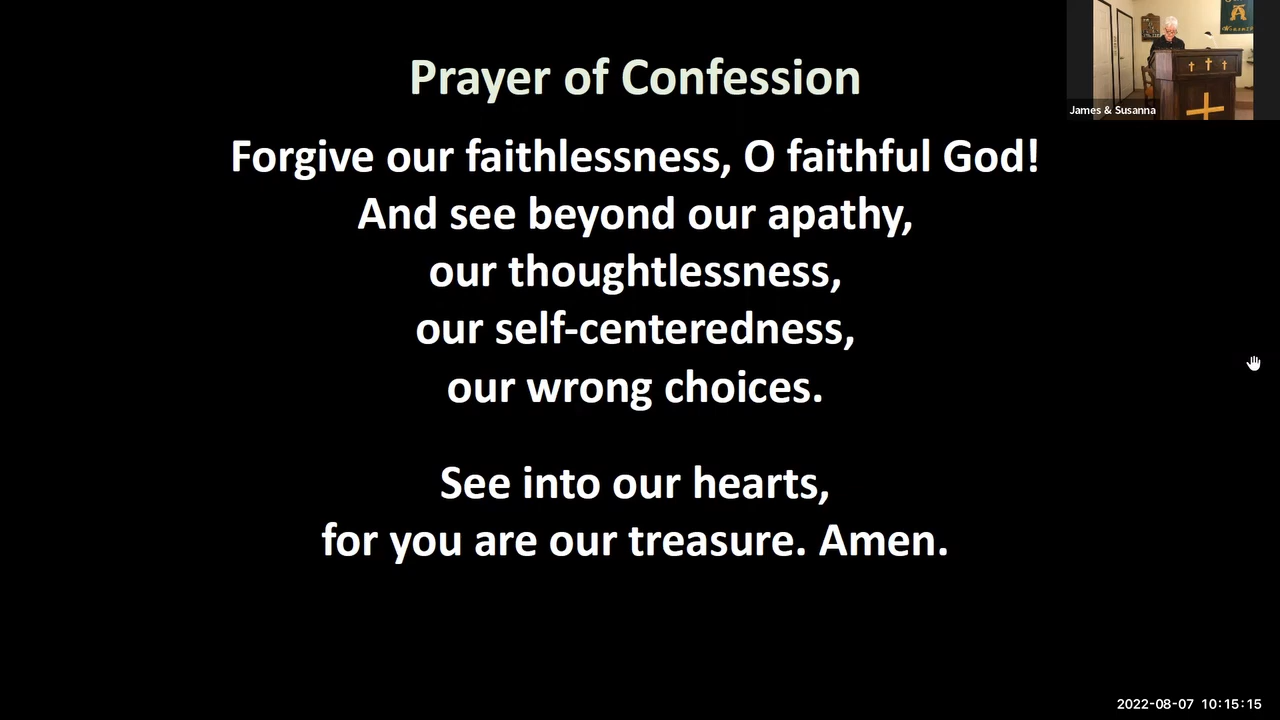 Prayer of Confession
Forgive our faithlessness, O faithful God!
And see beyond our apathy,
our thoughtlessness,
our self-centeredness,
our wrong choices.
See into our hearts,
for you are our treasure. Amen.
James & Susanna
2022-08-07 10:15:15